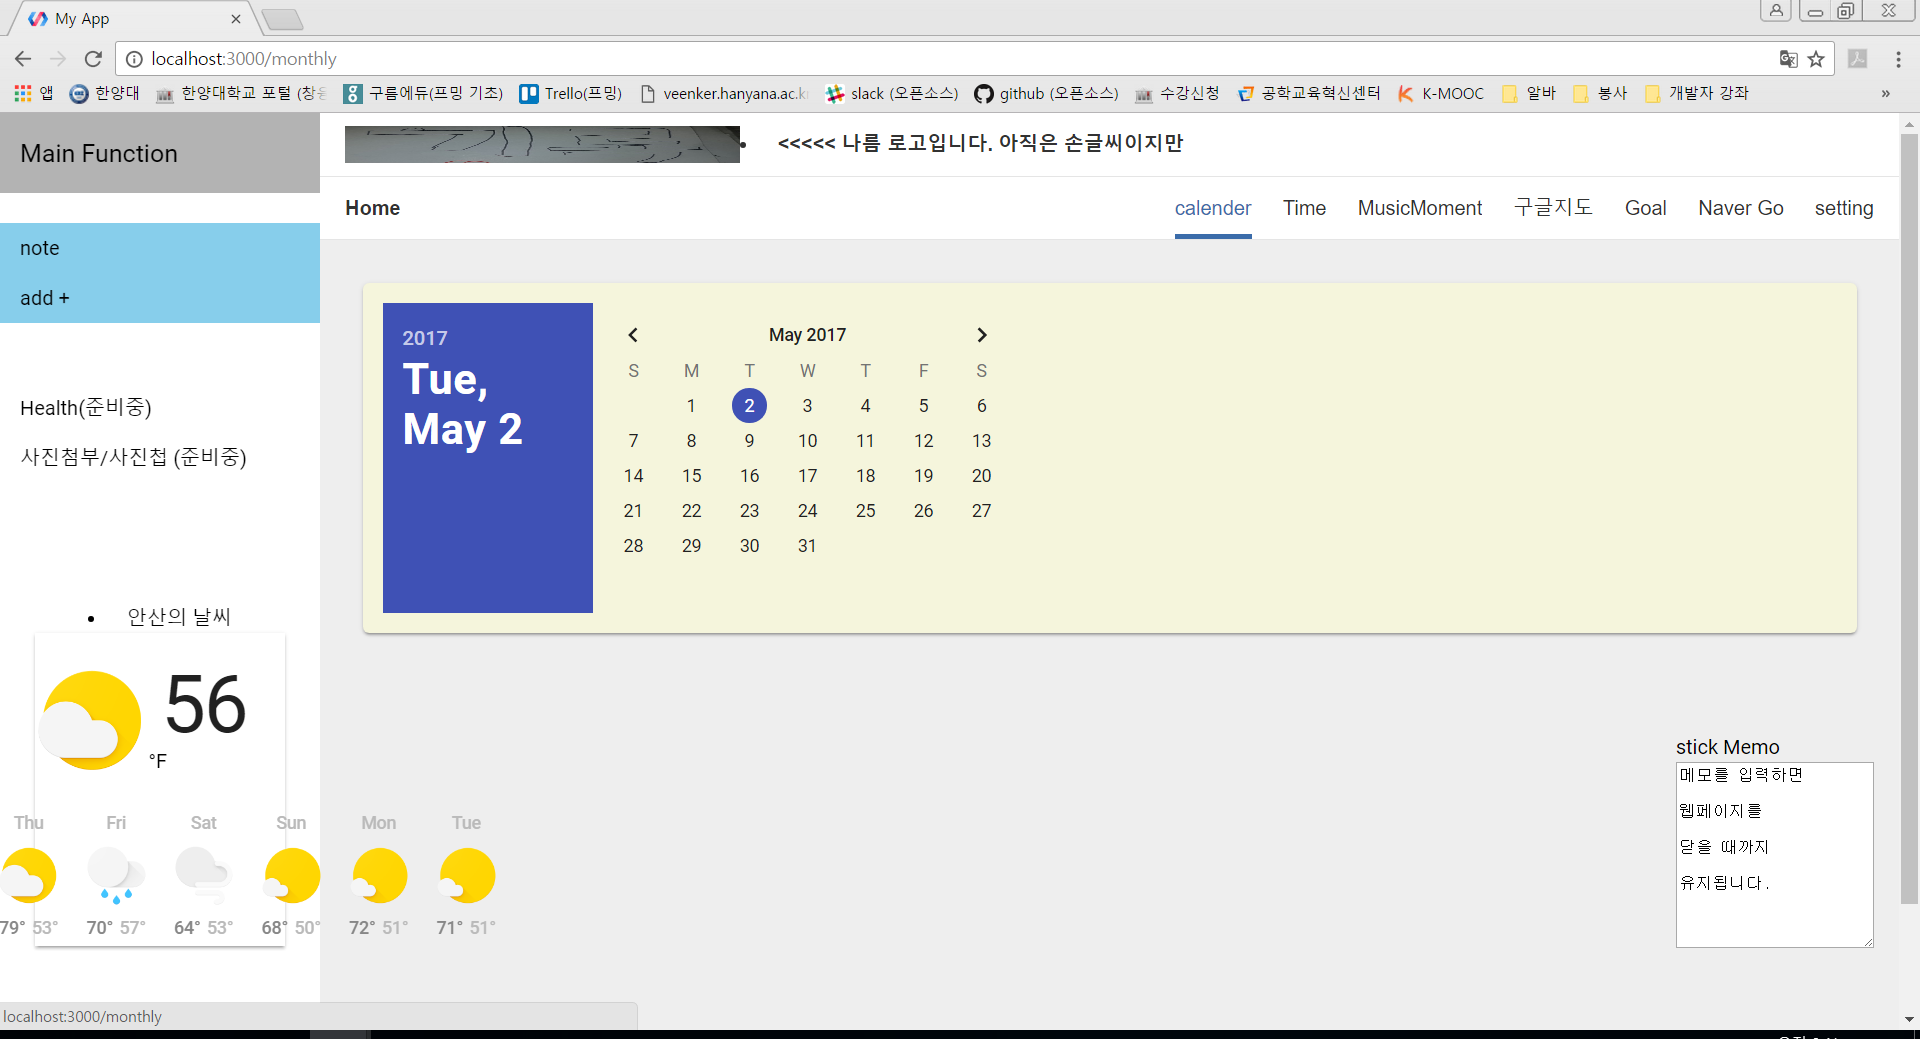 My App
localhost:3000/monthly
앱 한양대 한양대학교 포털 (창 구름에듀(프밍 기초) Trello(프밍) veenker.hanyana.ac.k slack (오픈소스) github (오픈소스) 수강신청 공학교육혁신센터 K-MOOC 알바 봉사 개발자 강좌 »
Main Function
• <<<<< 나름 로고입니다. 아직은 손글씨이지만
Home calender Time MusicMoment 구글지도 Goal Naver Go setting
note
add +
Health(준비중)
사진첨부/사진첩 (준비중)
2017
Tue,
May 2
May 2017
S M T W T F S
1 2 3 4 5 6
7 8 9 10 11 12 13
14 15 16 17 18 19 20
21 22 23 24 25 26 27
28 29 30 31
• 안산의 날씨
56
°F
Thu Fri Sat Sun Mon Tue
79° 53° 70° 57° 64° 53° 68° 50° 72° 51° 71° 51°
stick Memo
메모를 입력하면
웹페이지를
닫을 때까지
유지됩니다.
localhost:3000/monthly